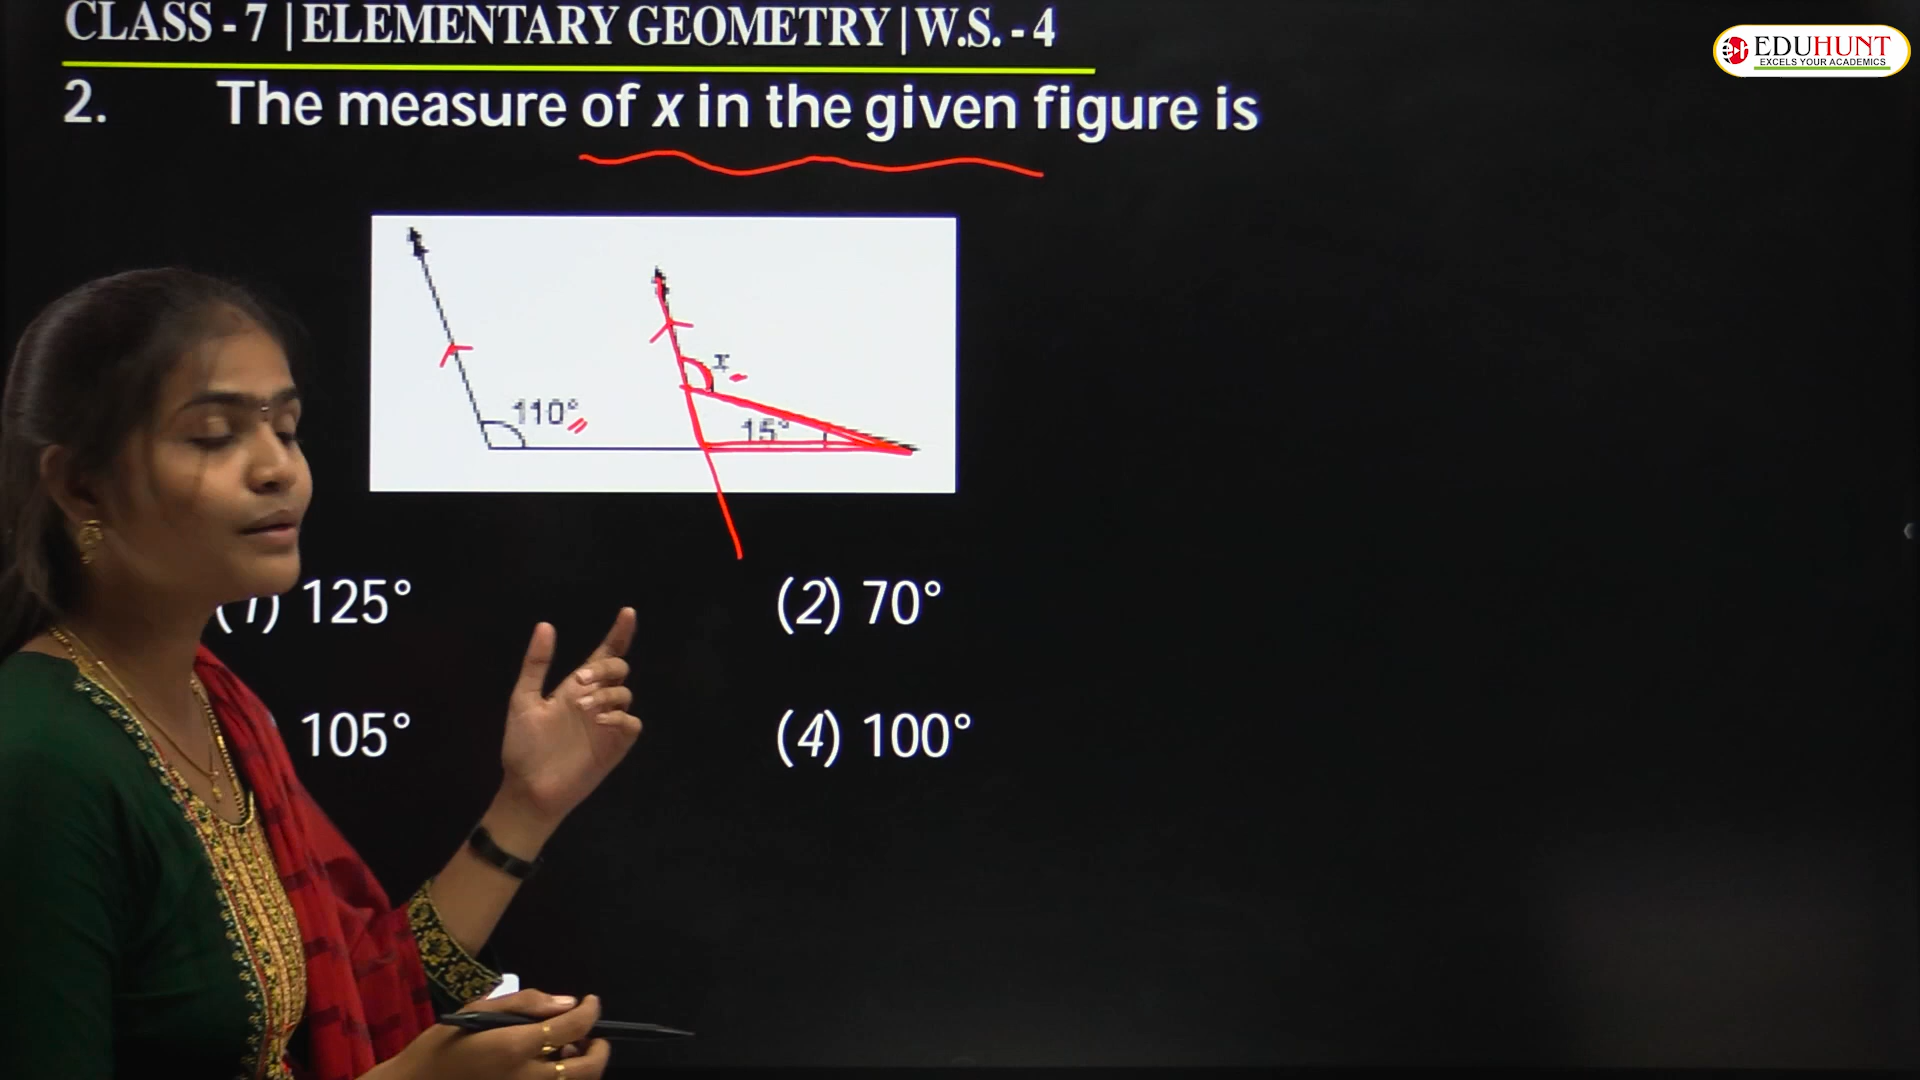 CLASS - 7 | ELEMENTARY GEOMETRY | W.S. - 4
EDUHUNT
EXCELS YOUR ACADEMICS
2. The measure of x in the given figure is
x
110°
15°
(1) 125° (2) 70°
105° (4) 100°